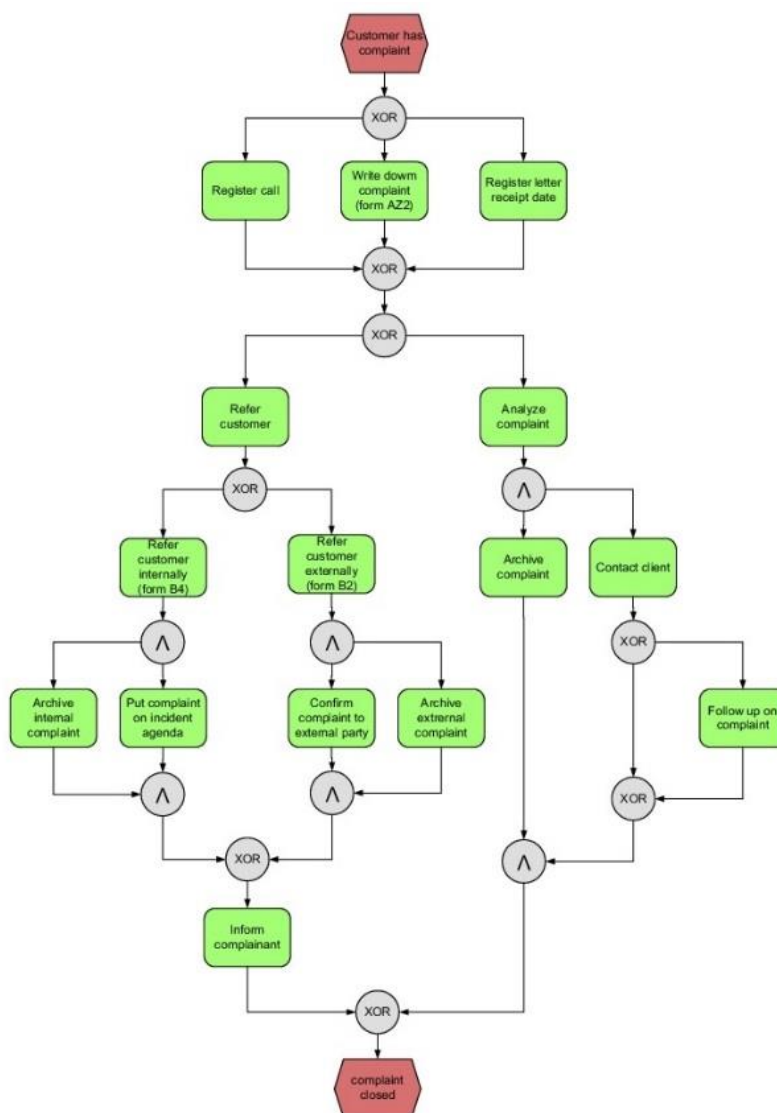 Customer has
complaint
XOR
Register call
Write dowm
complaint
(form AZ2)
Register letter
receipt date
XOR
XOR
Refer
customer
Analyze
complaint
XOR
Λ
Refer
customer
internally
(form B4)
Refer
customer
externally
(form B2)
Archive
complaint
Contact client
Λ
Λ
XOR
Archive
internal
complaint
Put complaint
on incident
agenda
Confirm
complaint to
external party
Archive
extrernal
complaint
Follow up on
complaint
Λ
Λ
XOR
XOR
Λ
Inform
complainant
XOR
complaint
closed